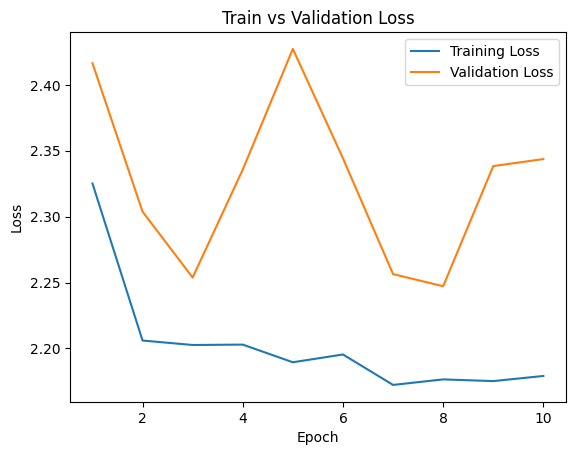 Train vs Validation Loss
Training Loss
Validation Loss
2.40
2.35
2.30
2.25
2.20
Loss
2 4 6 8 10
Epoch